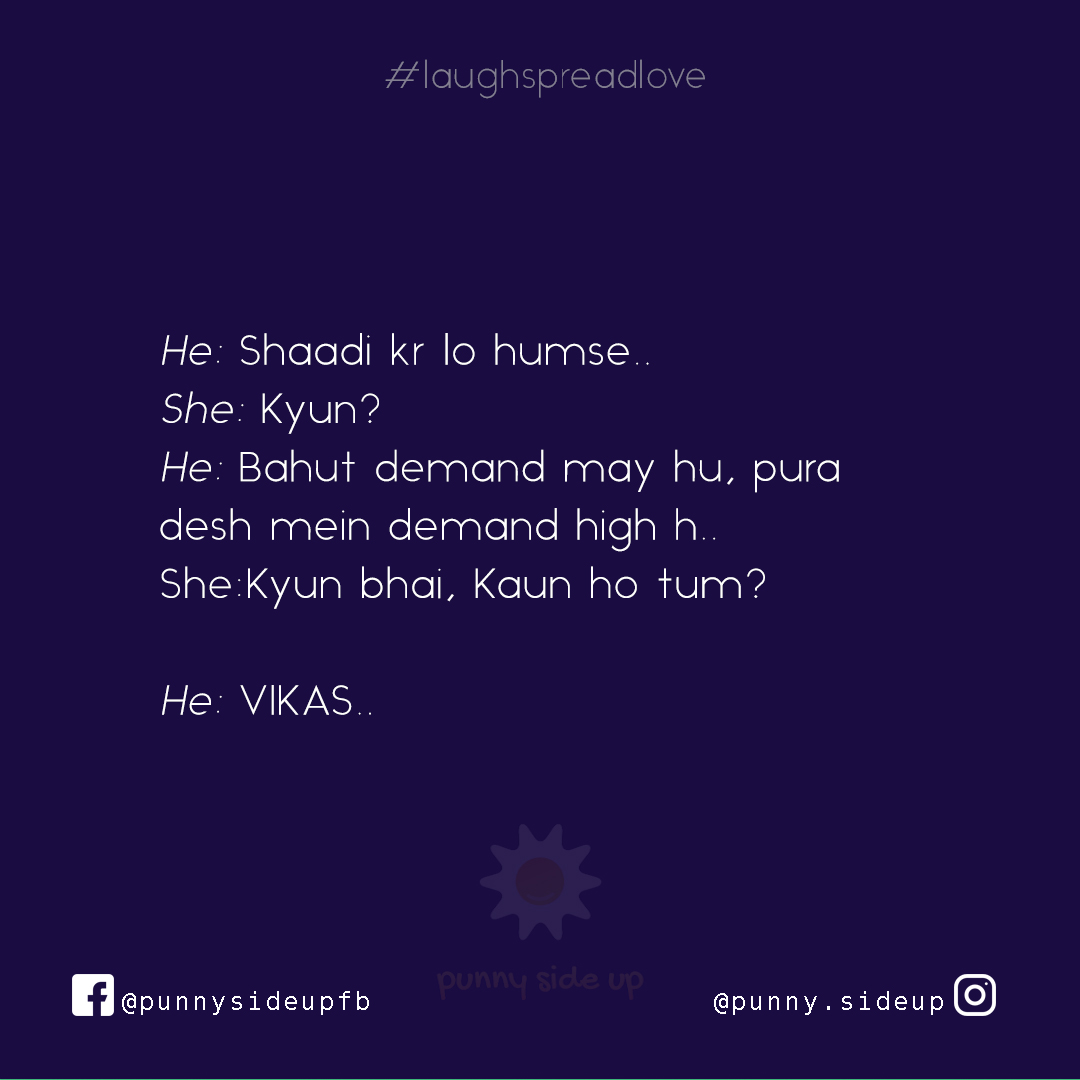 #laughspreadlove
He: Shaadi kr lo humse..
She: Kyun?
He: Bahut demand may hu, pura
desh mein demand high h..
She:Kyun bhai, Kaun ho tum?
He: VIKAS..
punny side up
@punnysideupfb
@punny.sideup